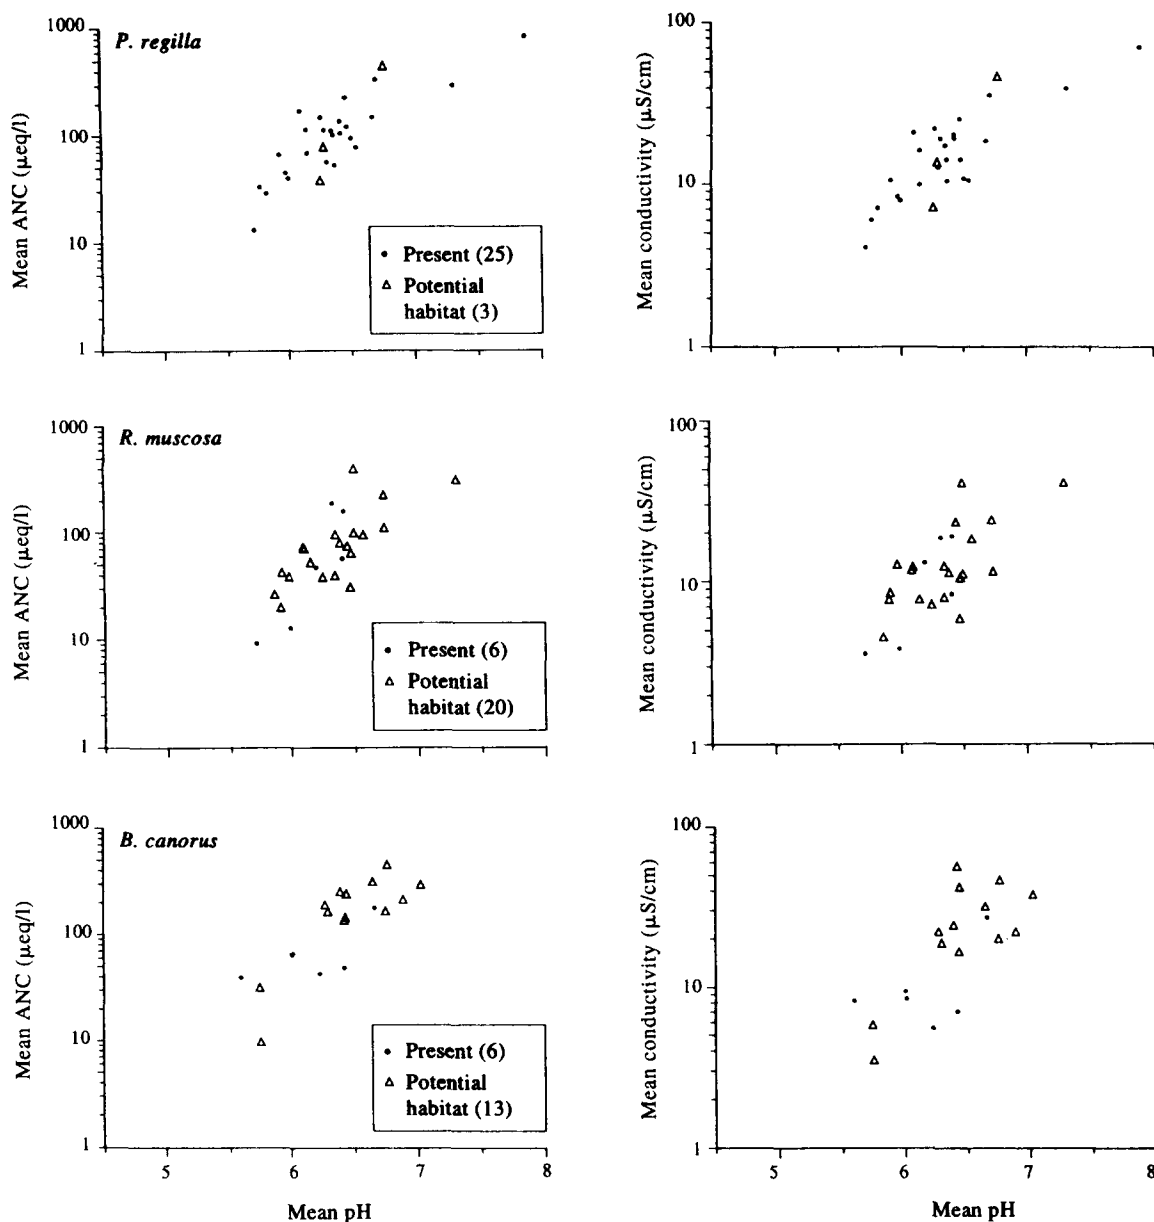 P. regilla
Mean ANC (μeq/l)
1000
100
10
1
• Present (25)
△ Potential
habitat (3)
Mean conductivity (μS/cm)
100
10
1
R. muscosa
Mean ANC (μeq/l)
1000
100
10
1
• Present (6)
△ Potential
habitat (20)
Mean conductivity (μS/cm)
100
10
1
B. canorus
Mean ANC (μeq/l)
1000
100
10
1
• Present (6)
△ Potential
habitat (13)
5 6 7 8
Mean pH
Mean conductivity (μS/cm)
100
10
1
5 6 7 8
Mean pH